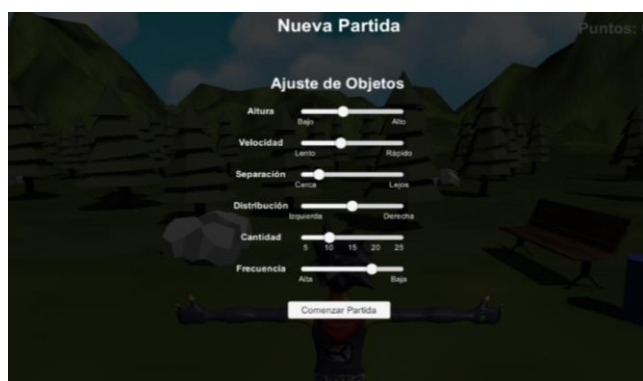 Nueva Partida
Puntos:
Ajuste de Objetos
Altura
Bajo Alto
Velocidad
Lento Rápido
Separación
Cerca Lejos
Distribución
Izquierda Derecha
Cantidad
5 10 15 20 25
Frecuencia
Alta Baja
Comenzar Partida